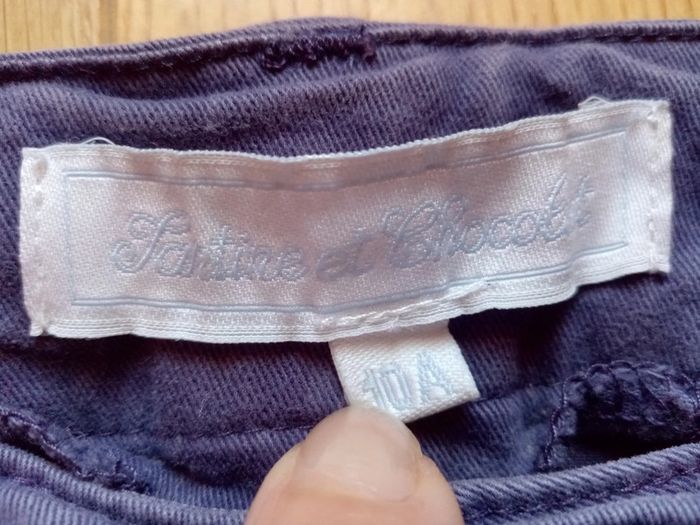 Tartine et Chocolat
10A